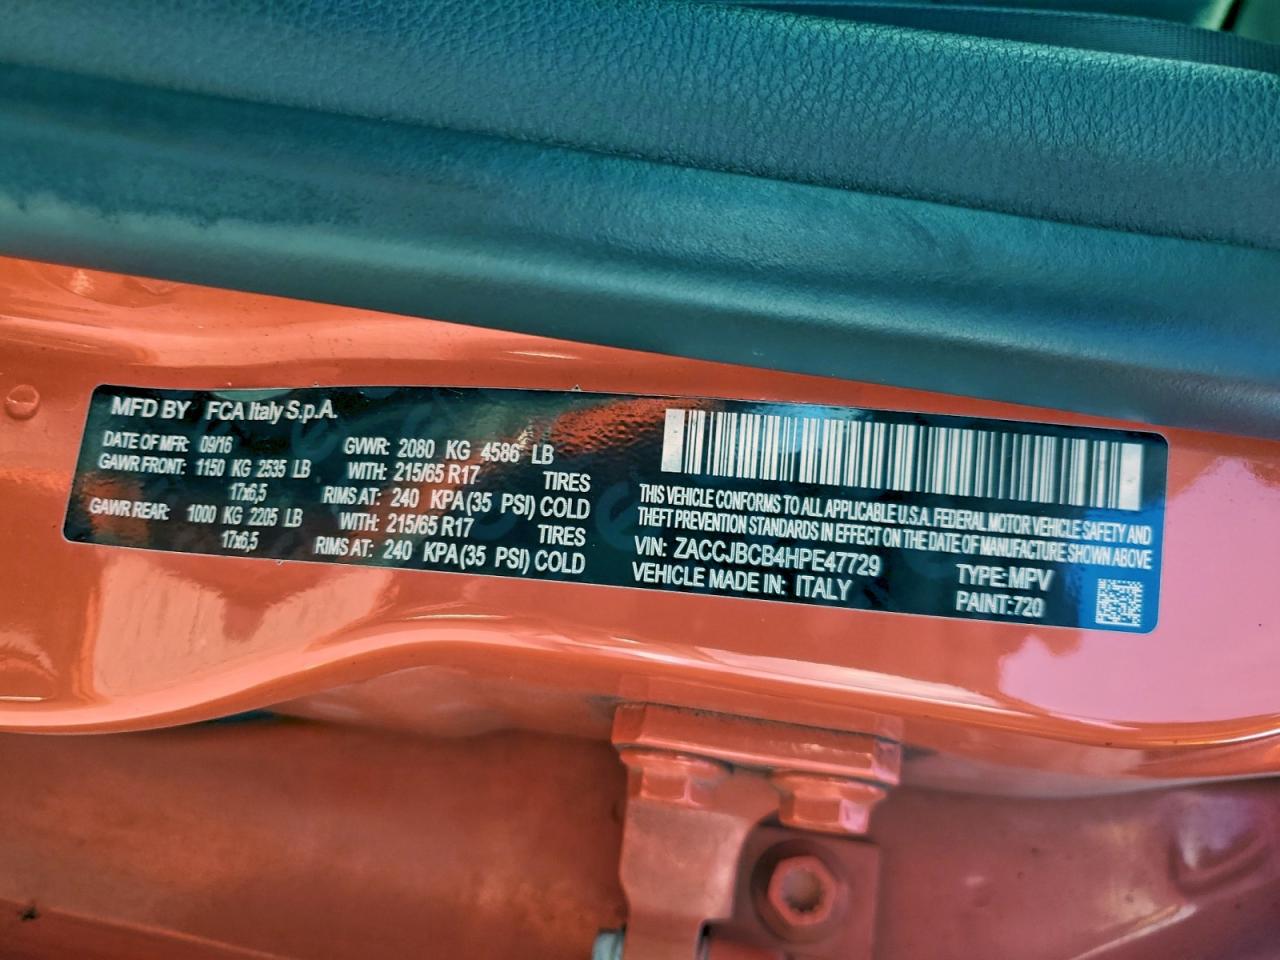 MFD BY FCA Italy S.p.A.
DATE OF MFR: 09/16 GVWR: 2080 KG 4586 LB
GAWR FRONT: 1150 KG 2535 LB WITH: 215/65 R17 TIRES
17x6,5 RIMS AT: 240 KPA(35 PSI) COLD
GAWR REAR: 1000 KG 2205 LB WITH: 215/65 R17 TIRES
17x6,5 RIMS AT: 240 KPA(35 PSI) COLD
THIS VEHICLE CONFORMS TO ALL APPLICABLE U.S.A. FEDERAL MOTOR VEHICLE SAFETY AND
THEFT PREVENTION STANDARDS IN EFFECT ON THE DATE OF MANUFACTURE SHOWN ABOVE
VIN: ZACCJBCB4HPE47729 TYPE:MPV
VEHICLE MADE IN: ITALY PAINT:720